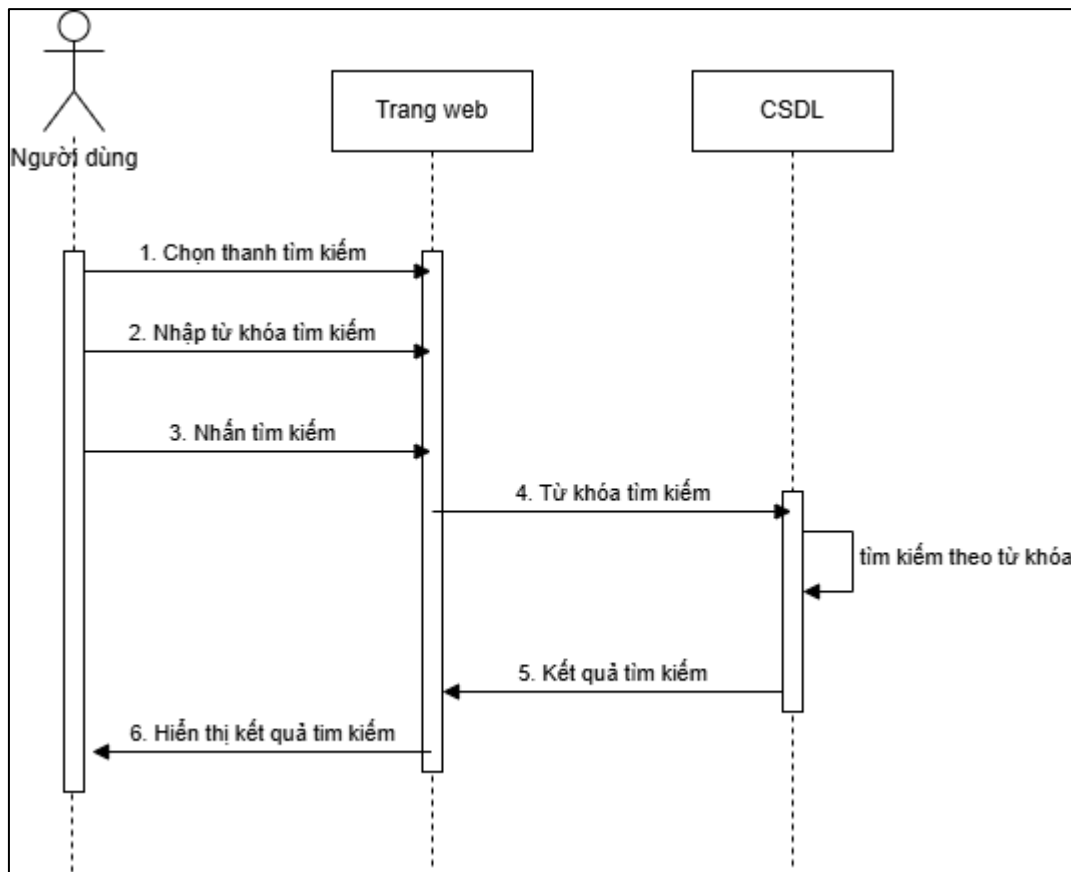 Trang web
CSDL
Người dùng
1. Chọn thanh tìm kiếm
2. Nhập từ khóa tìm kiếm
3. Nhấn tìm kiếm
4. Từ khóa tìm kiếm
tìm kiếm theo từ khóa
5. Kết quả tìm kiếm
6. Hiển thị kết quả tim kiếm